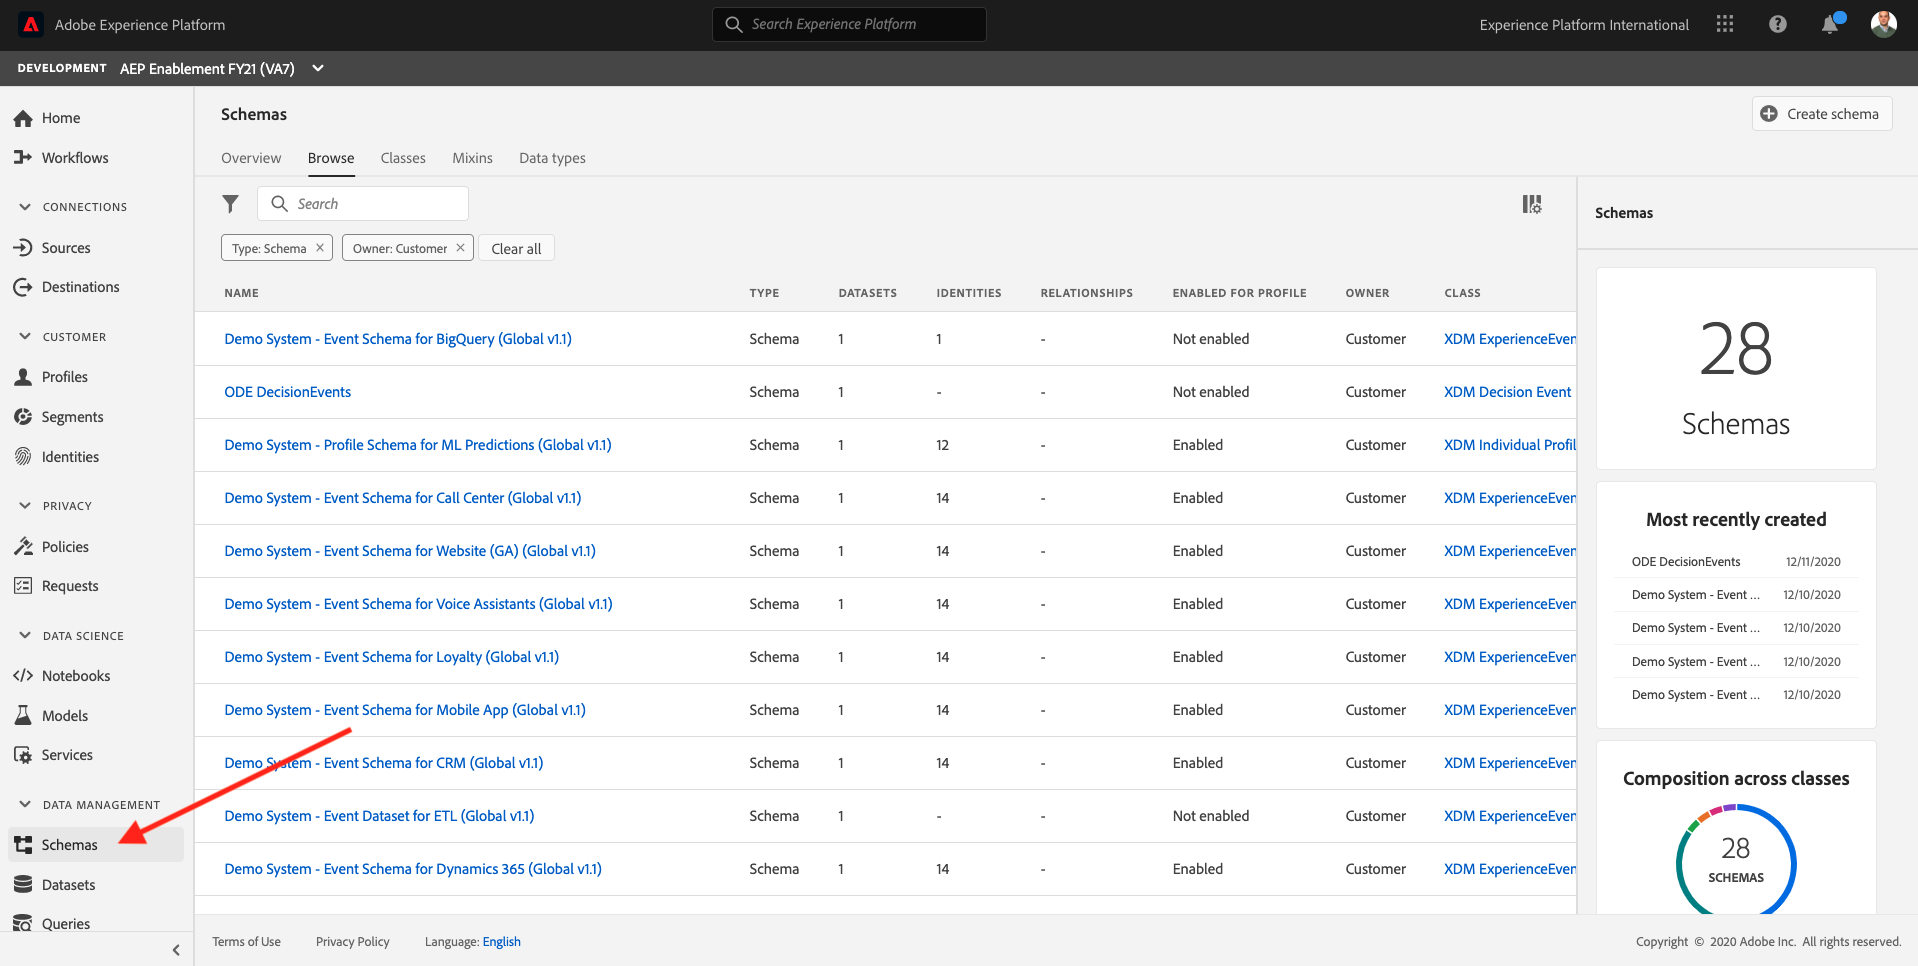 Adobe Experience Platform
Search Experience Platform
Experience Platform International
DEVELOPMENT AEP Enablement FY21 (VA7)
Home
Workflows
CONNECTIONS
Sources
Destinations
CUSTOMER
Profiles
Segments
Identities
PRIVACY
Policies
Requests
DATA SCIENCE
Notebooks
Models
Services
DATA MANAGEMENT
Schemas
Datasets
Queries
Schemas
Create schema
Overview Browse Classes Mixins Data types
Search
Type: Schema Owner: Customer Clear all
NAME TYPE DATASETS IDENTITIES RELATIONSHIPS ENABLED FOR PROFILE OWNER CLASS
Demo System - Event Schema for BigQuery (Global v1.1) Schema 1 1 - Not enabled Customer XDM ExperienceEven
ODE DecisionEvents Schema 1 - - Not enabled Customer XDM Decision Event
Demo System - Profile Schema for ML Predictions (Global v1.1) Schema 1 12 - Enabled Customer XDM Individual Profil
Demo System - Event Schema for Call Center (Global v1.1) Schema 1 14 - Enabled Customer XDM ExperienceEven
Demo System - Event Schema for Website (GA) (Global v1.1) Schema 1 14 - Enabled Customer XDM ExperienceEven
Demo System - Event Schema for Voice Assistants (Global v1.1) Schema 1 14 - Enabled Customer XDM ExperienceEven
Demo System - Event Schema for Loyalty (Global v1.1) Schema 1 14 - Enabled Customer XDM ExperienceEven
Demo System - Event Schema for Mobile App (Global v1.1) Schema 1 14 - Enabled Customer XDM ExperienceEven
Demo System - Event Schema for CRM (Global v1.1) Schema 1 14 - Enabled Customer XDM ExperienceEven
Demo System - Event Dataset for ETL (Global v1.1) Schema 1 - - Not enabled Customer XDM ExperienceEven
Demo System - Event Schema for Dynamics 365 (Global v1.1) Schema 1 14 - Enabled Customer XDM ExperienceEven
Schemas
28
Schemas
Most recently created
ODE DecisionEvents 12/11/2020
Demo System - Event ... 12/10/2020
Demo System - Event ... 12/10/2020
Demo System - Event ... 12/10/2020
Demo System - Event ... 12/10/2020
Composition across classes
28
SCHEMAS
Terms of Use Privacy Policy Language: English
Copyright © 2020 Adobe Inc. All rights reserved.